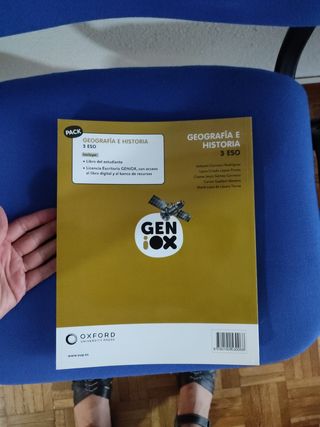 PACK
GEOGRAFÍA E HISTORIA
3 ESO
Incluye:
• Libro del estudiante
• Licencia Escritorio GENiOX, con acceso
al libro digital y al banco de recursos
GEOGRAFÍA E
HISTORIA
3 ESO
GEN
iOX
OXFORD
UNIVERSITY PRESS
www.oup.es